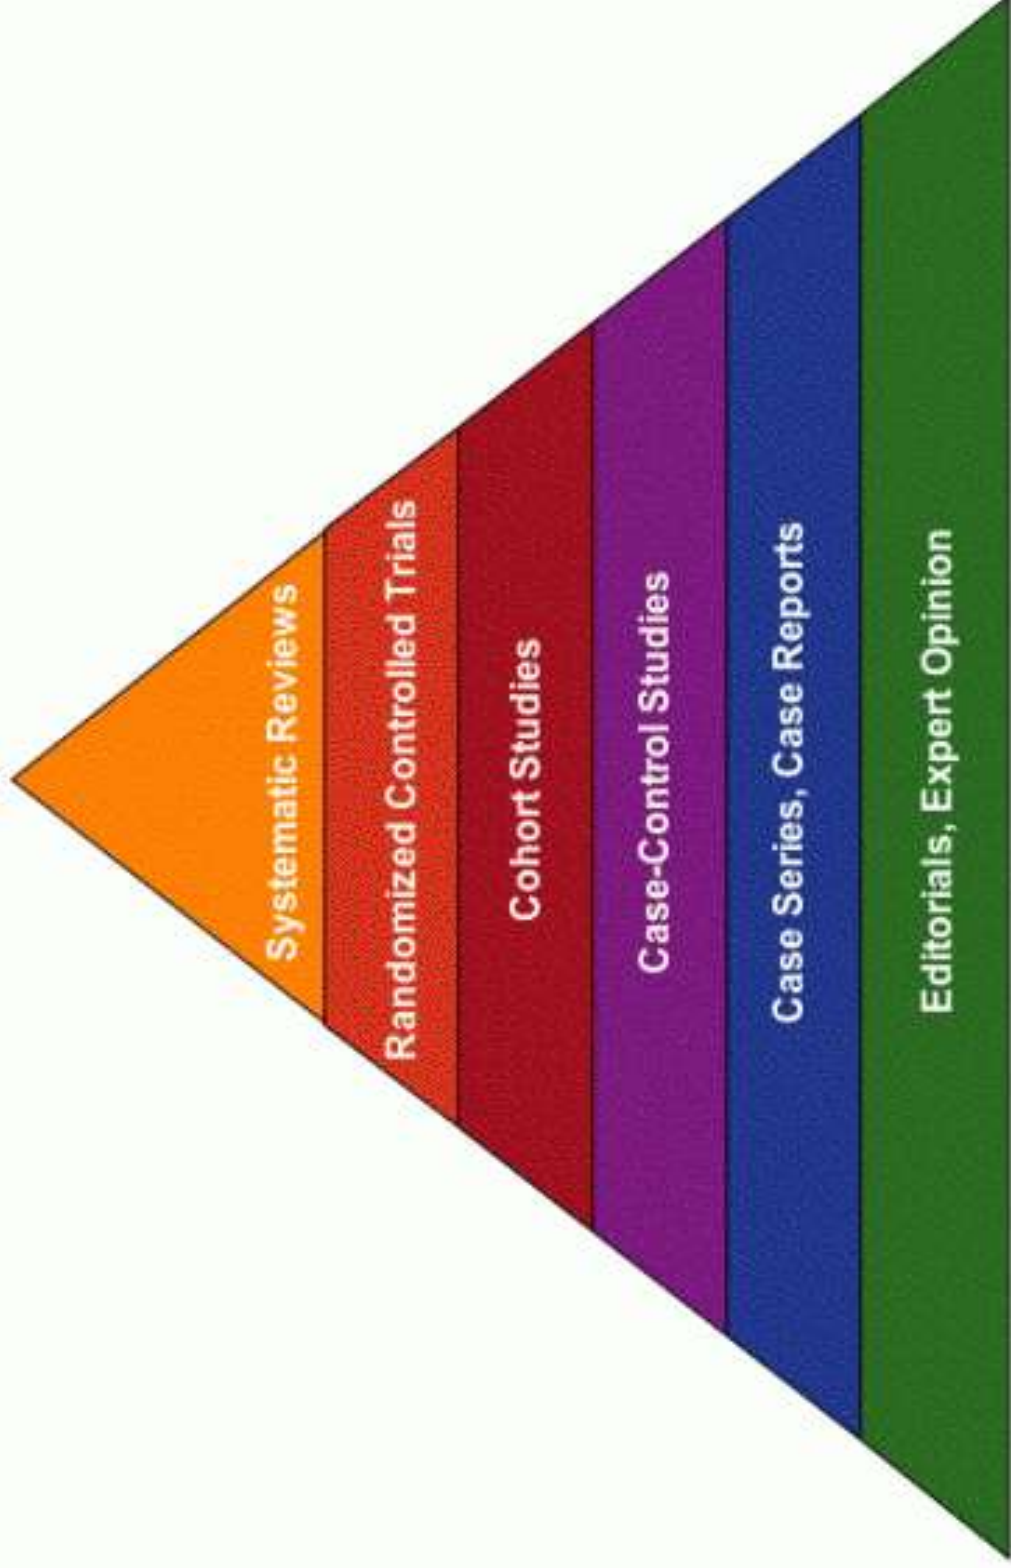 Systematic Reviews
Randomized Controlled Trials
Cohort Studies
Case-Control Studies
Case Series, Case Reports
Editorials, Expert Opinion